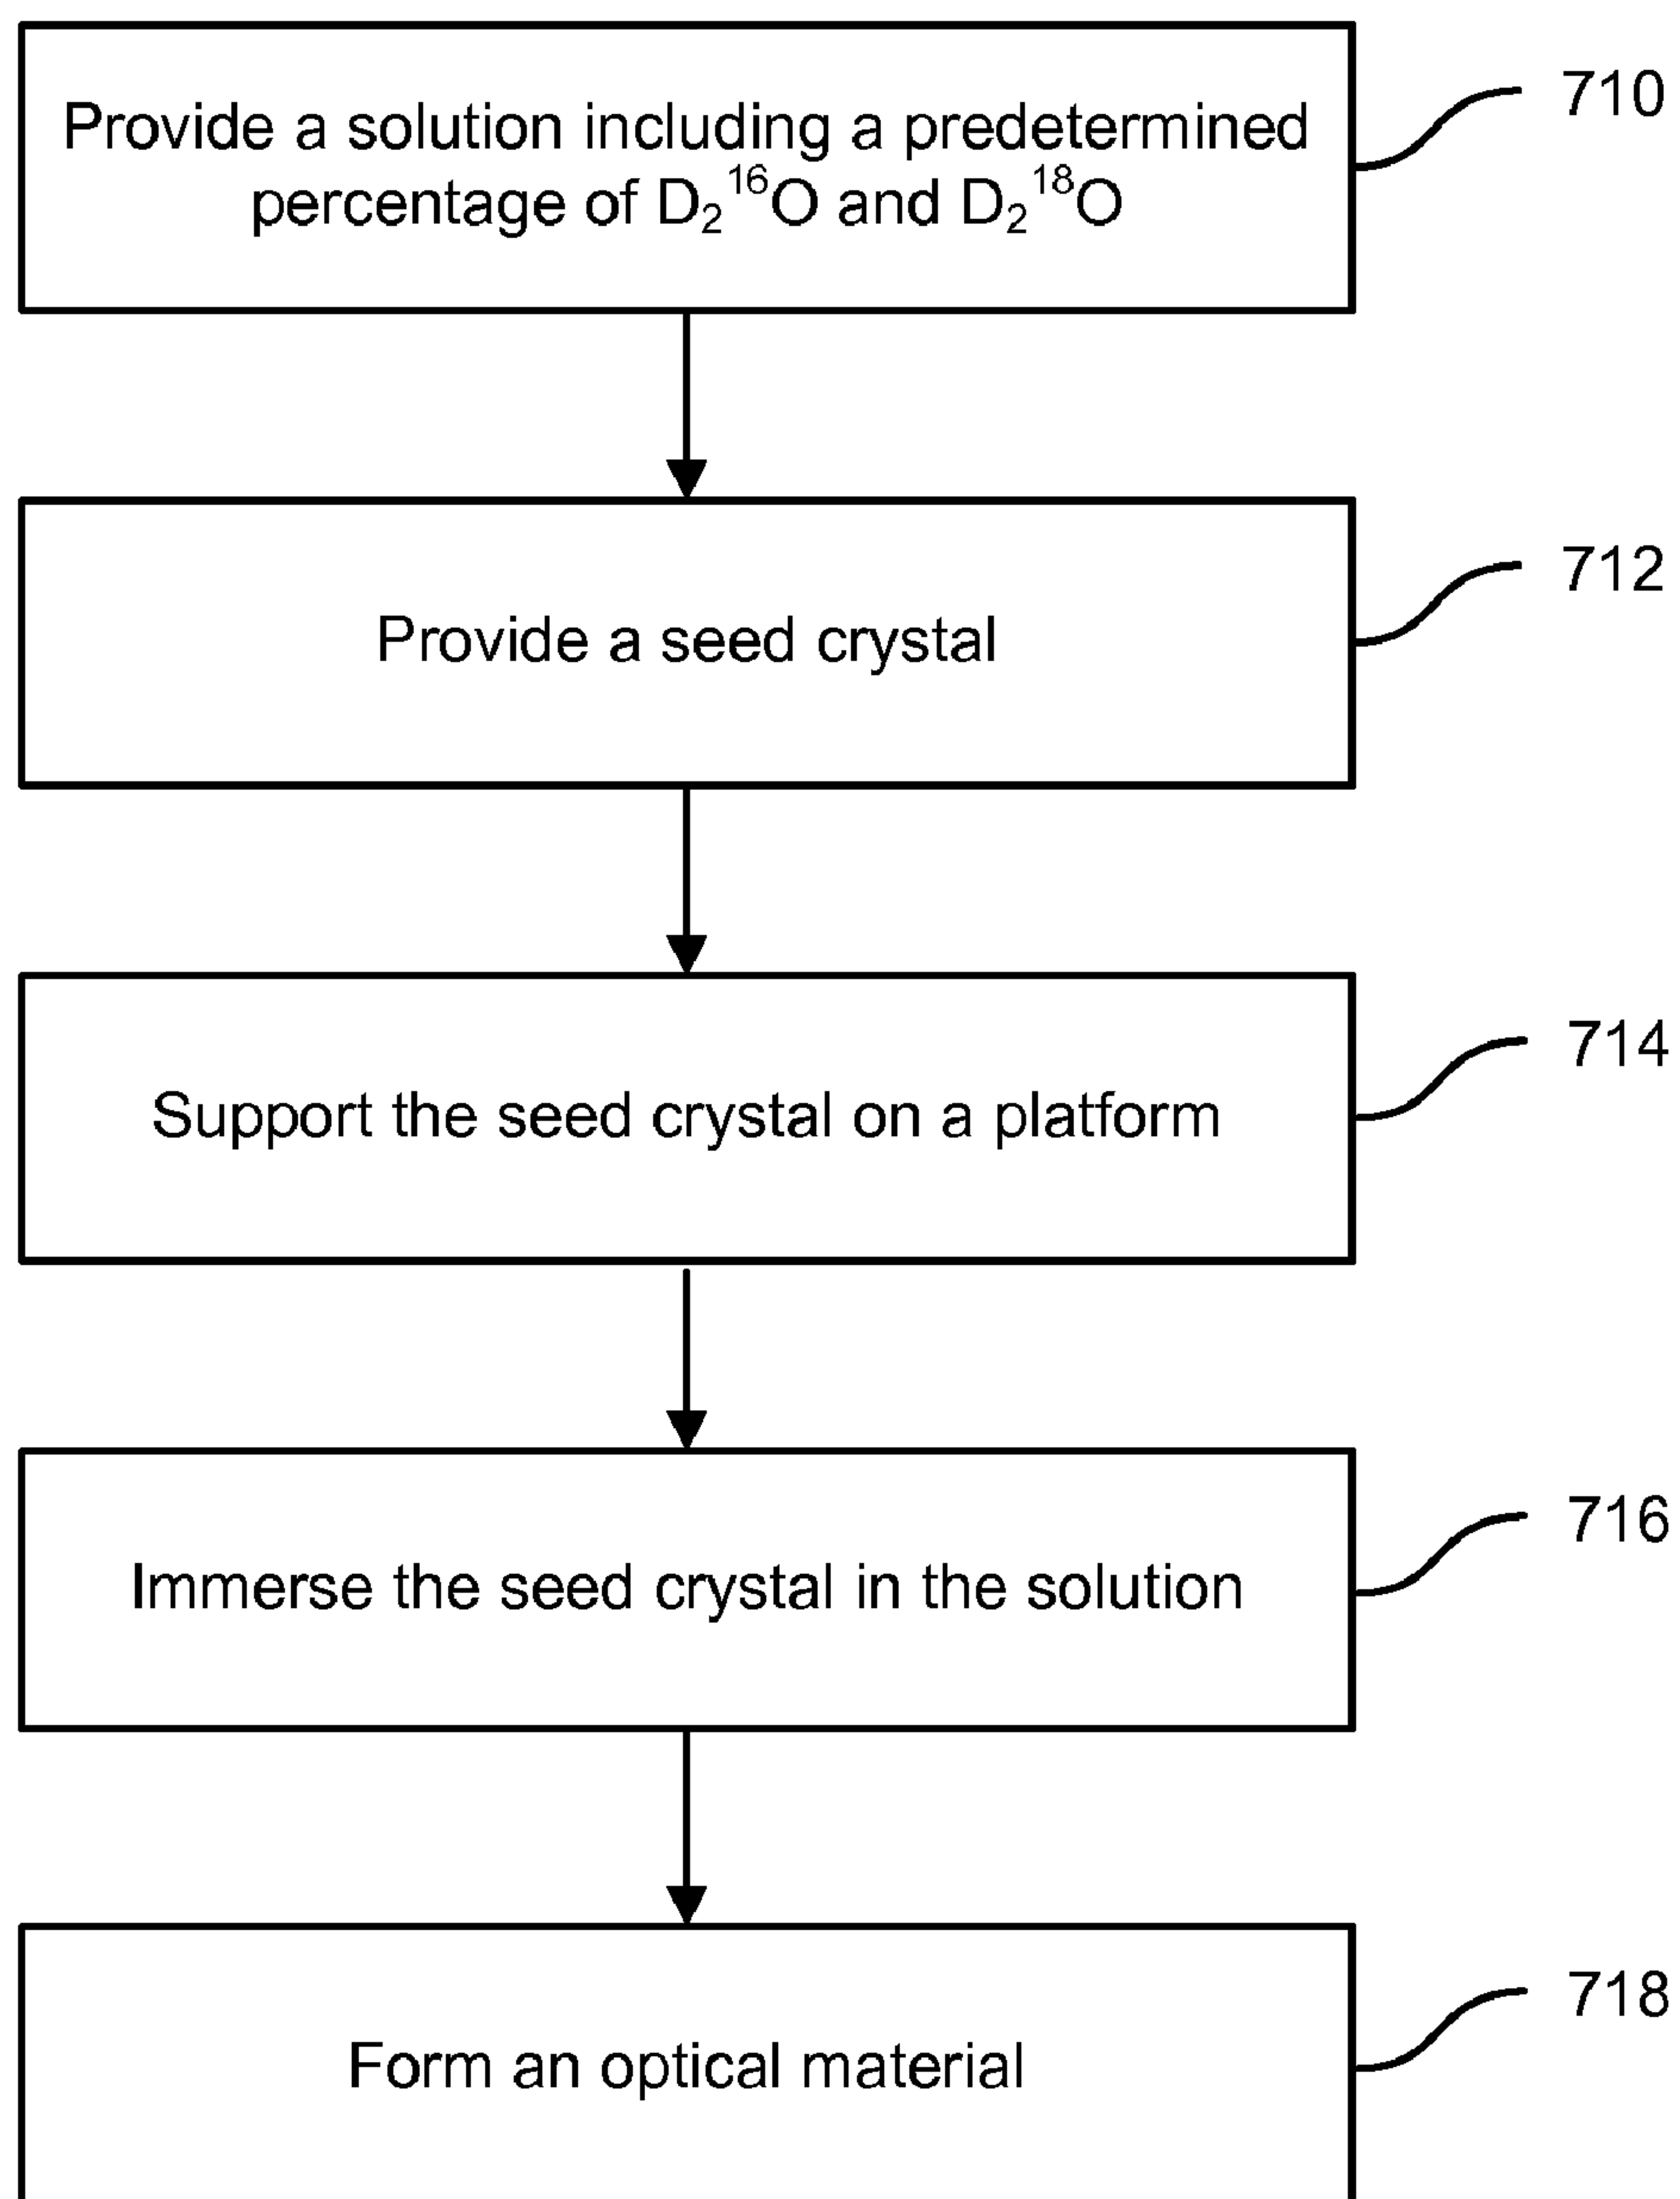 Provide a solution including a predetermined
710
percentage of D₂¹⁶O and D₂¹⁸O
Provide a seed crystal
712
Support the seed crystal on a platform
714
Immerse the seed crystal in the solution
716
Form an optical material
718